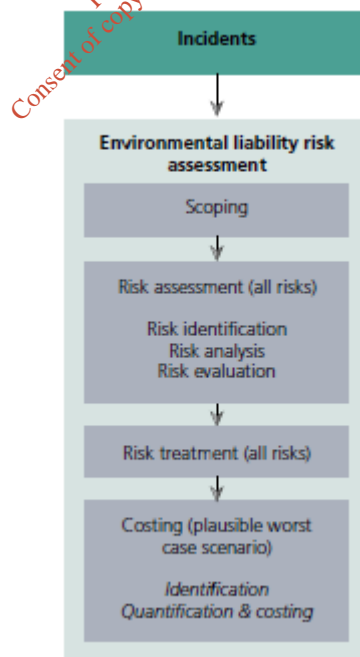 Consent of copy
Incidents
Environmental liability risk
assessment
Scoping
Risk assessment (all risks)
Risk identification
Risk analysis
Risk evaluation
Risk treatment (all risks)
Costing (plausible worst
case scenario)
Identification
Quantification & costing